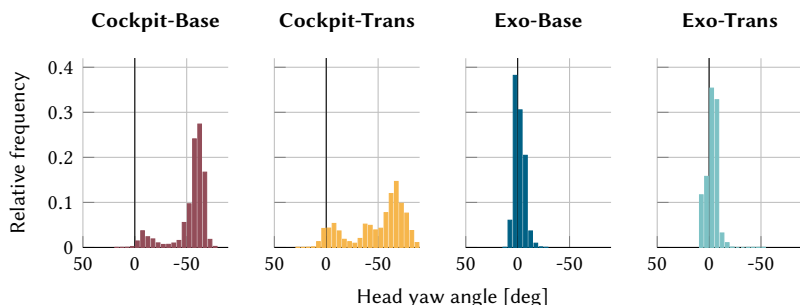 Cockpit-Base Cockpit-Trans Exo-Base Exo-Trans
0.4
0.3
0.2
0.1
0
Relative frequency
50 0 -50 50 0 -50 50 0 -50 50 0 -50
Head yaw angle [deg]